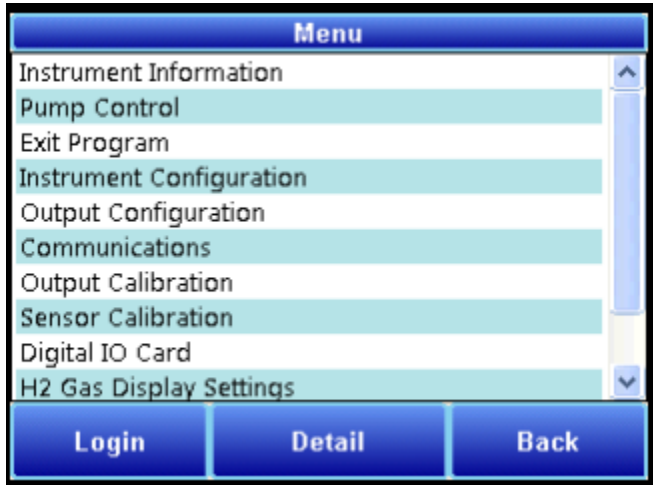 Menu
Instrument Information
Pump Control
Exit Program
Instrument Configuration
Output Configuration
Communications
Output Calibration
Sensor Calibration
Digital IO Card
H2 Gas Display Settings
Login Detail Back